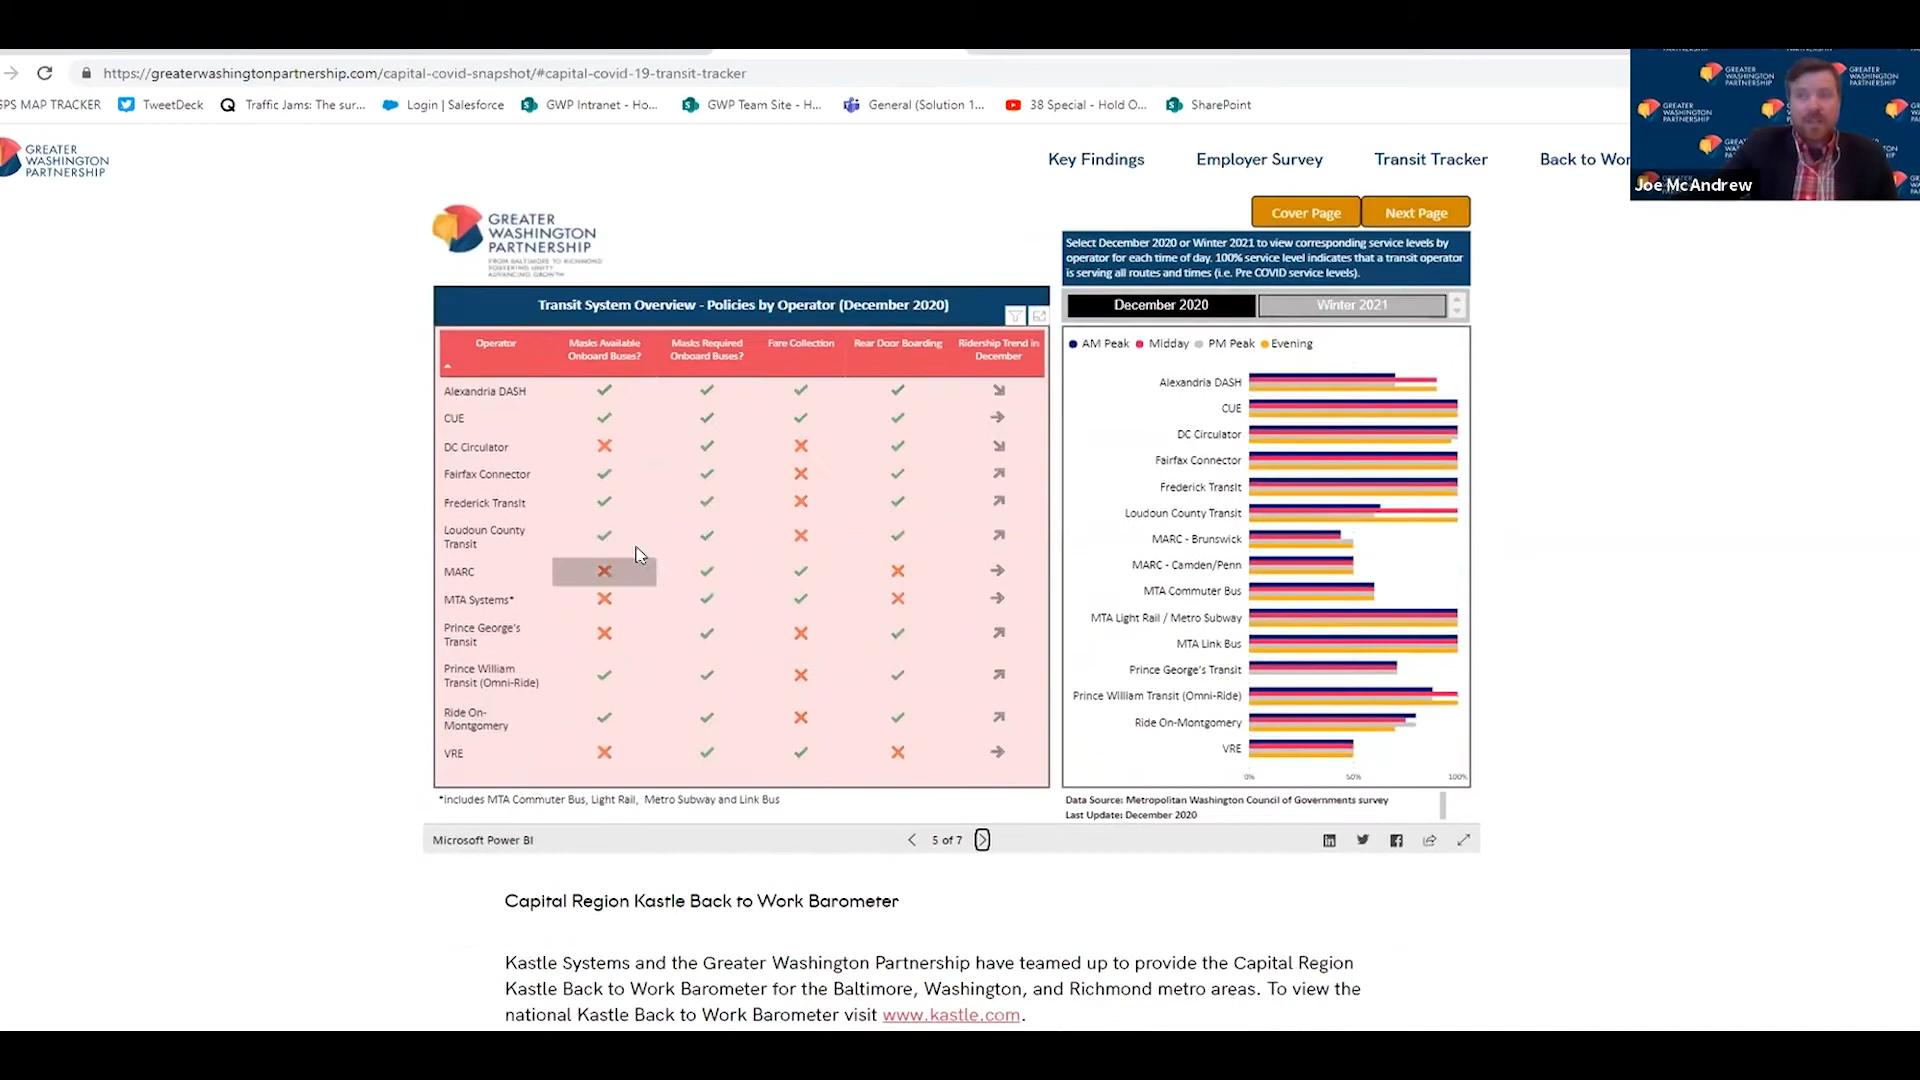 https://greaterwashingtonpartnership.com/capital-covid-snapshot/#capital-covid-19-transit-tracker
GPS MAP TRACKER TweetDeck Traffic Jams: The sur... Login | Salesforce GWP Intranet - Ho... GWP Team Site - H... General (Solution 1... 38 Special - Hold O... SharePoint
GREATER
WASHINGTON
PARTNERSHIP
Key Findings Employer Survey Transit Tracker Back to Wor
Joe McAndrew
GREATER
WASHINGTON
PARTNERSHIP
FROM BALTIMORE TO RICHMOND
FOSTERING UNITY
ADVANCING GROWTH
Cover Page Next Page
Select December 2020 or Winter 2021 to view corresponding service levels by
operator for each time of day. 100% service level indicates that a transit operator
is serving all routes and times (i.e. Pre COVID service levels).
Transit System Overview - Policies by Operator (December 2020)
December 2020 Winter 2021
Operator Masks Available Onboard Buses? Masks Required Onboard Buses? Fare Collection Rear Door Boarding Ridership Trend in December
Alexandria DASH
CUE
DC Circulator
Fairfax Connector
Frederick Transit
Loudoun County
Transit
MARC
MTA Systems*
Prince George's
Transit
Prince William
Transit (Omni-Ride)
Ride On-
Montgomery
VRE
*Includes MTA Commuter Bus, Light Rail, Metro Subway and Link Bus
AM Peak Midday PM Peak Evening
Alexandria DASH
CUE
DC Circulator
Fairfax Connector
Frederick Transit
Loudoun County Transit
MARC - Brunswick
MARC - Camden/Penn
MTA Commuter Bus
MTA Light Rail / Metro Subway
MTA Link Bus
Prince George's Transit
Prince William Transit (Omni-Ride)
Ride On-Montgomery
VRE
0% 50% 100%
Data Source: Metropolitan Washington Council of Governments survey
Last Update: December 2020
Microsoft Power BI 5 of 7
Capital Region Kastle Back to Work Barometer
Kastle Systems and the Greater Washington Partnership have teamed up to provide the Capital Region
Kastle Back to Work Barometer for the Baltimore, Washington, and Richmond metro areas. To view the
national Kastle Back to Work Barometer visit www.kastle.com.